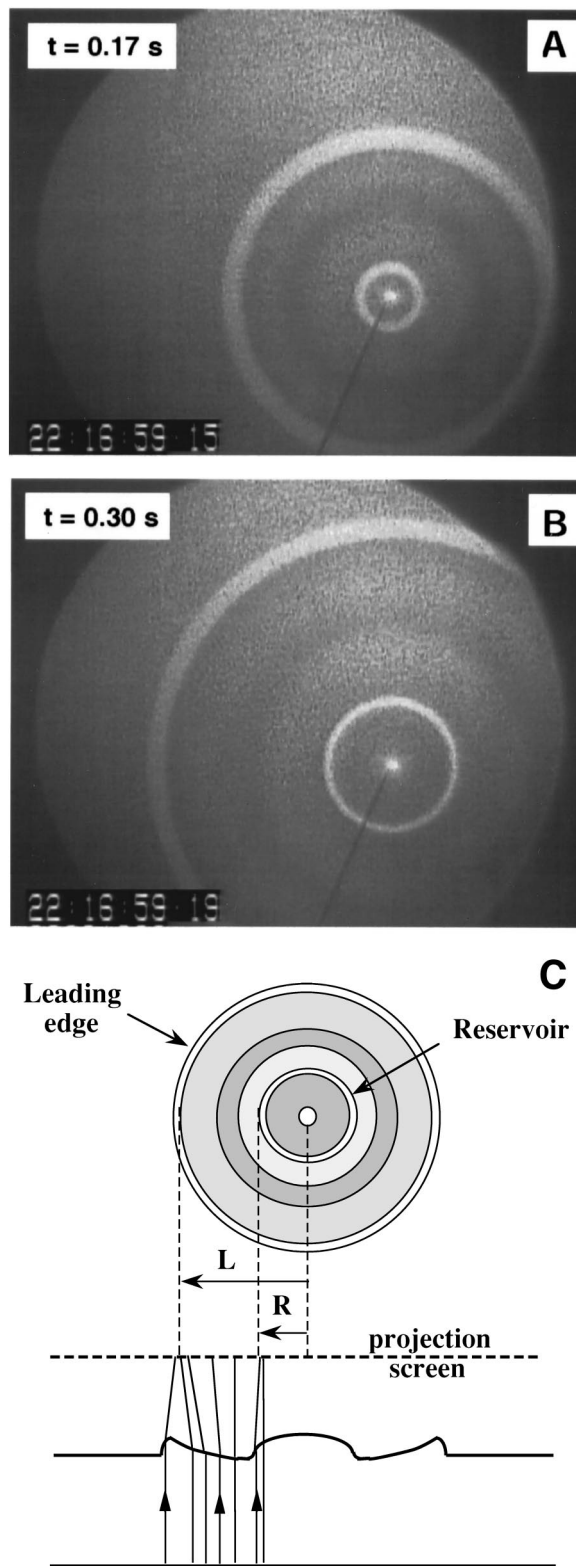 t = 0.17 s
A
22:16:59:15
t = 0.30 s
B
22:16:59:19
C
Leading
edge
Reservoir
L
R
projection
screen